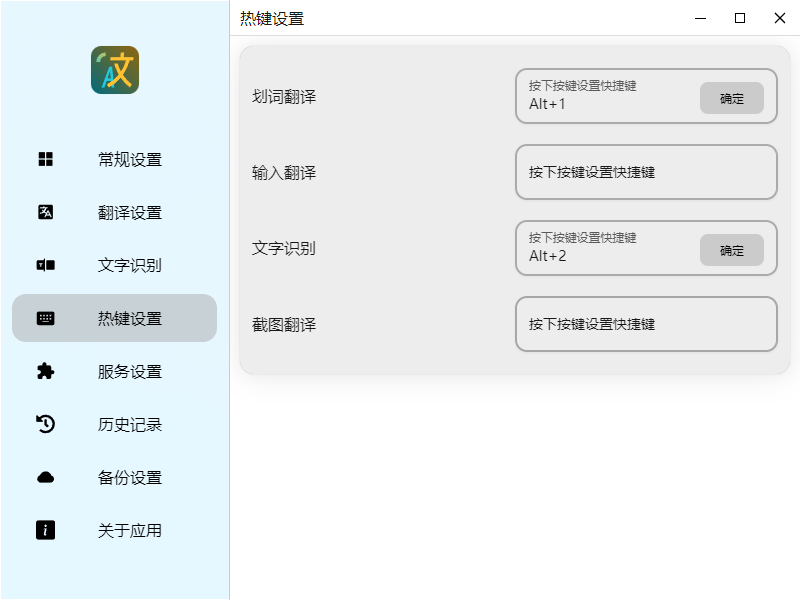 热键设置
常规设置
翻译设置
文字识别
热键设置
服务设置
历史记录
备份设置
关于应用
划词翻译
按下按键设置快捷键
Alt+1
确定
输入翻译
按下按键设置快捷键
文字识别
按下按键设置快捷键
Alt+2
确定
截图翻译
按下按键设置快捷键